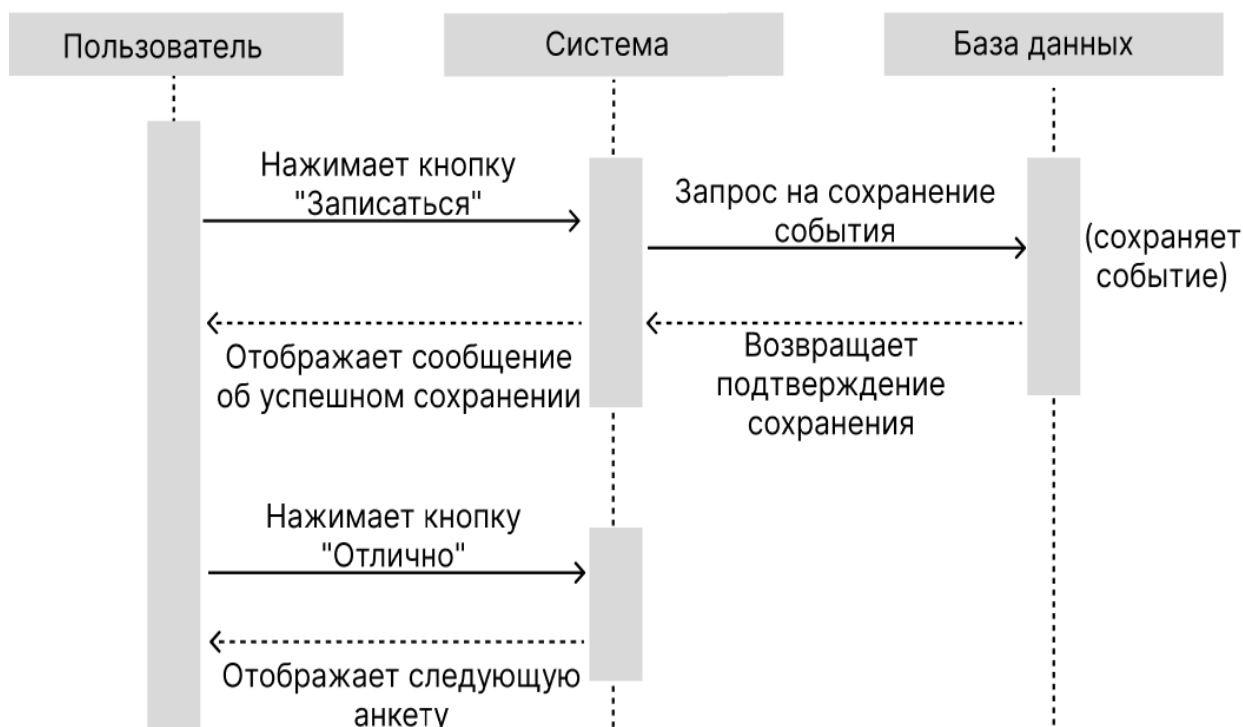 Пользователь
Система
База данных
Нажимает кнопку
"Записаться"
Запрос на сохранение
события
(сохраняет
событие)
Отображает сообщение
об успешном сохранении
Возвращает
подтверждение
сохранения
Нажимает кнопку
"Отлично"
Отображает следующую
анкету